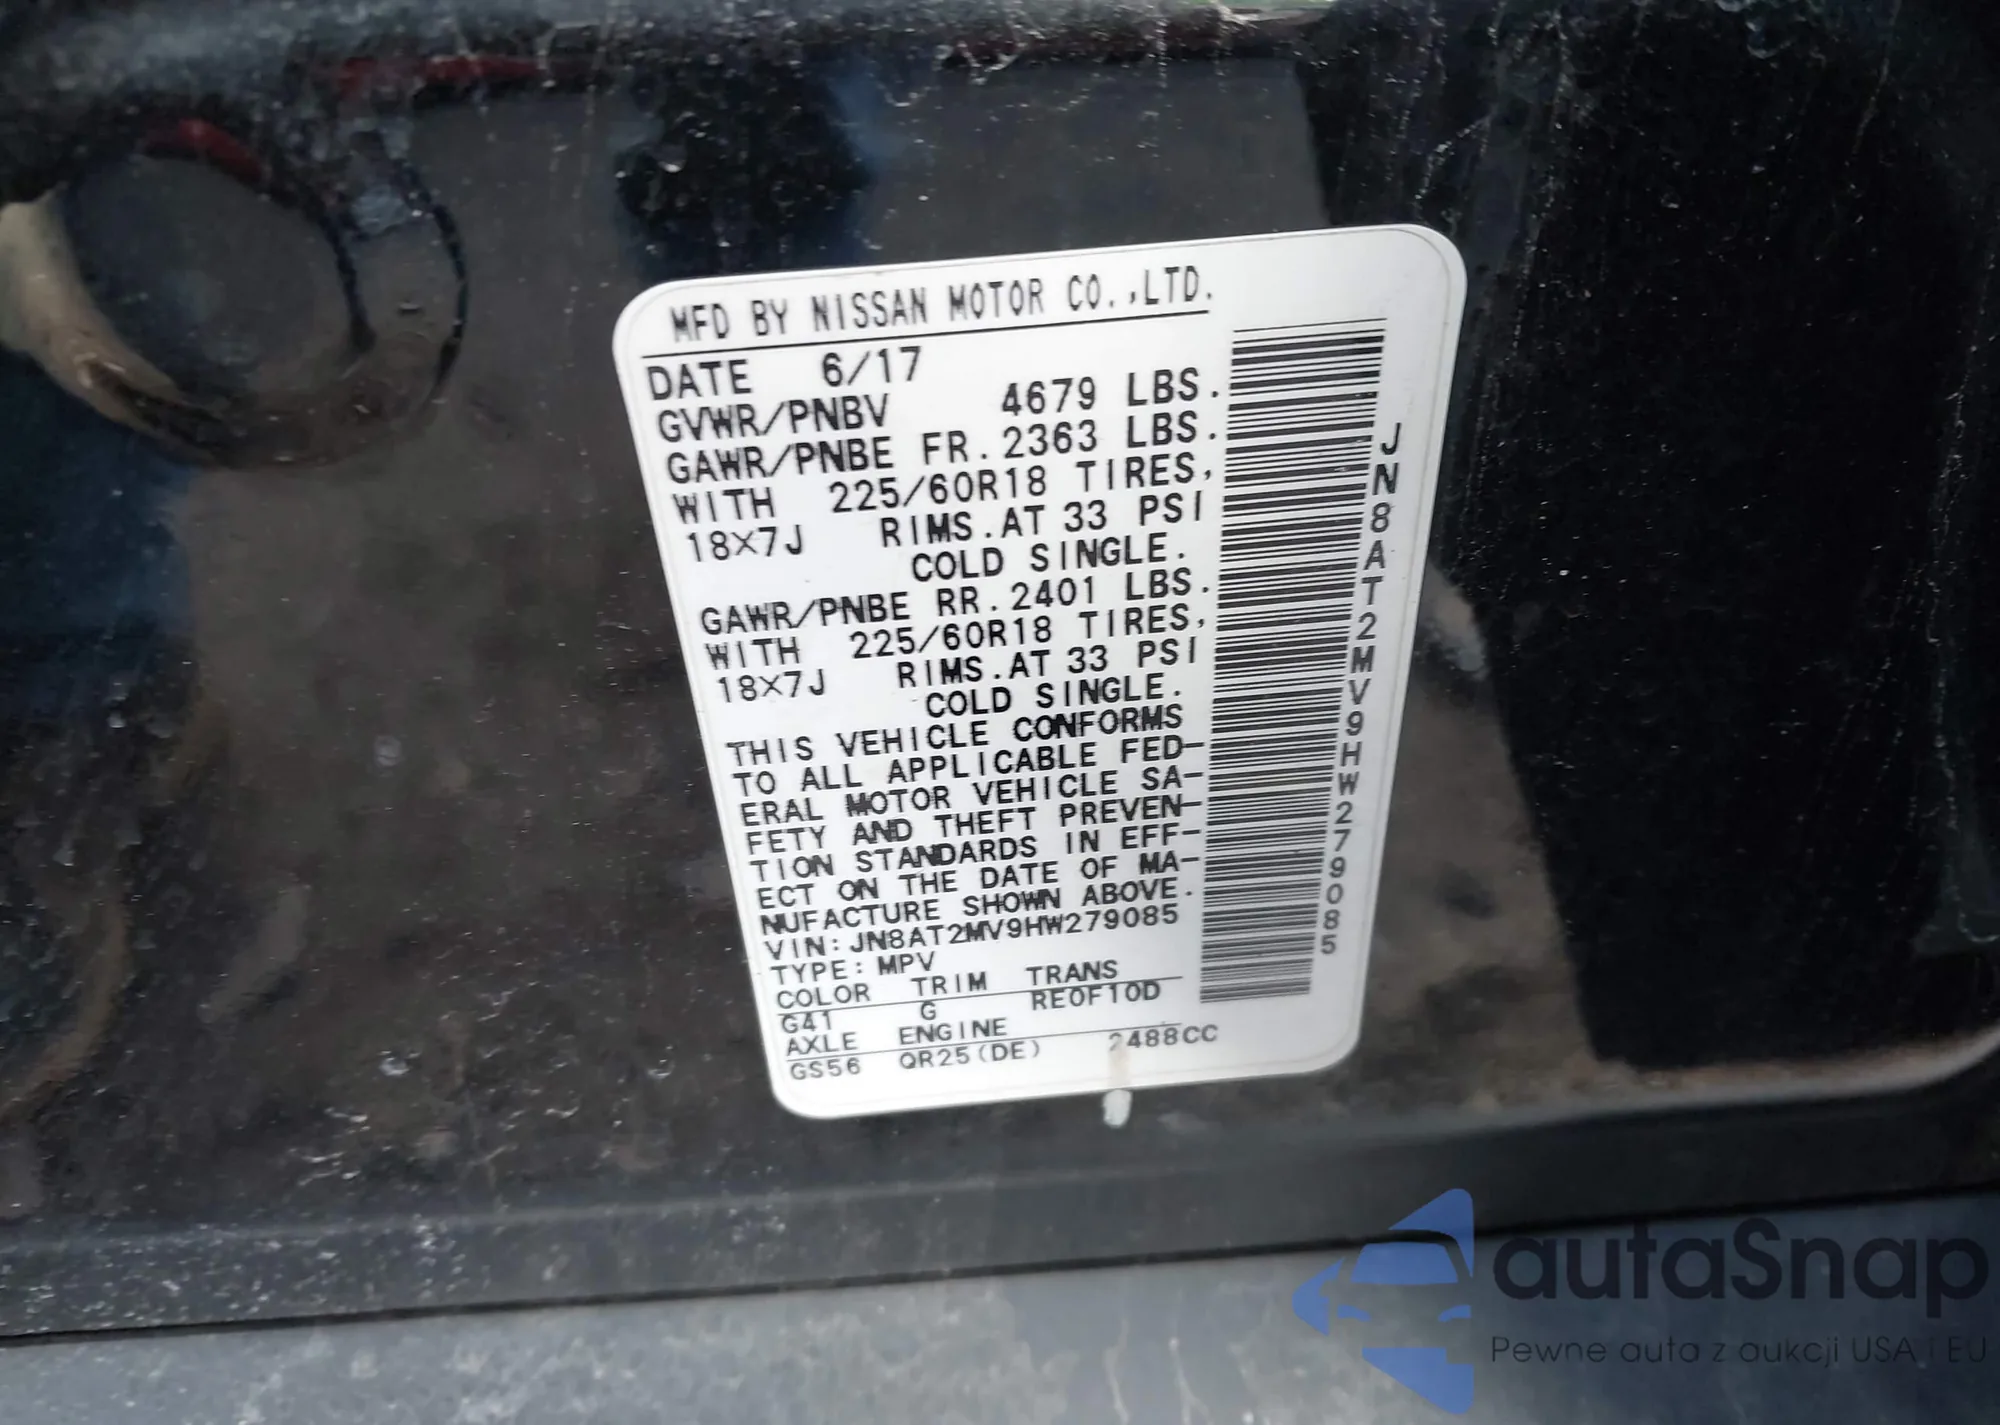 MFD BY NISSAN MOTOR CO.,LTD.
DATE 6/17
GVWR/PNBV 4679 LBS.
GAWR/PNBE FR. 2363 LBS.
WITH 225/60R18 TIRES,
18×7J RIMS. AT 33 PSI
COLD SINGLE.
GAWR/PNBE RR. 2401 LBS.
WITH 225/60R18 TIRES,
18×7J RIMS. AT 33 PSI
COLD SINGLE.
THIS VEHICLE CONFORMS
TO ALL APPLICABLE FED-
ERAL MOTOR VEHICLE SA-
FETY AND THEFT PREVEN-
TION STANDARDS IN EFF-
ECT ON THE DATE OF MA-
NUFACTURE SHOWN ABOVE.
VIN: JN8AT2MV9HW279085
TYPE: MPV
COLOR TRIM TRANS
G41 G RE0F10D
AXLE ENGINE
GS56 QR25(DE) 2488CC
JN8AT2MV9HW279085
autaSnap
Pewne auta z aukcji USA i EU